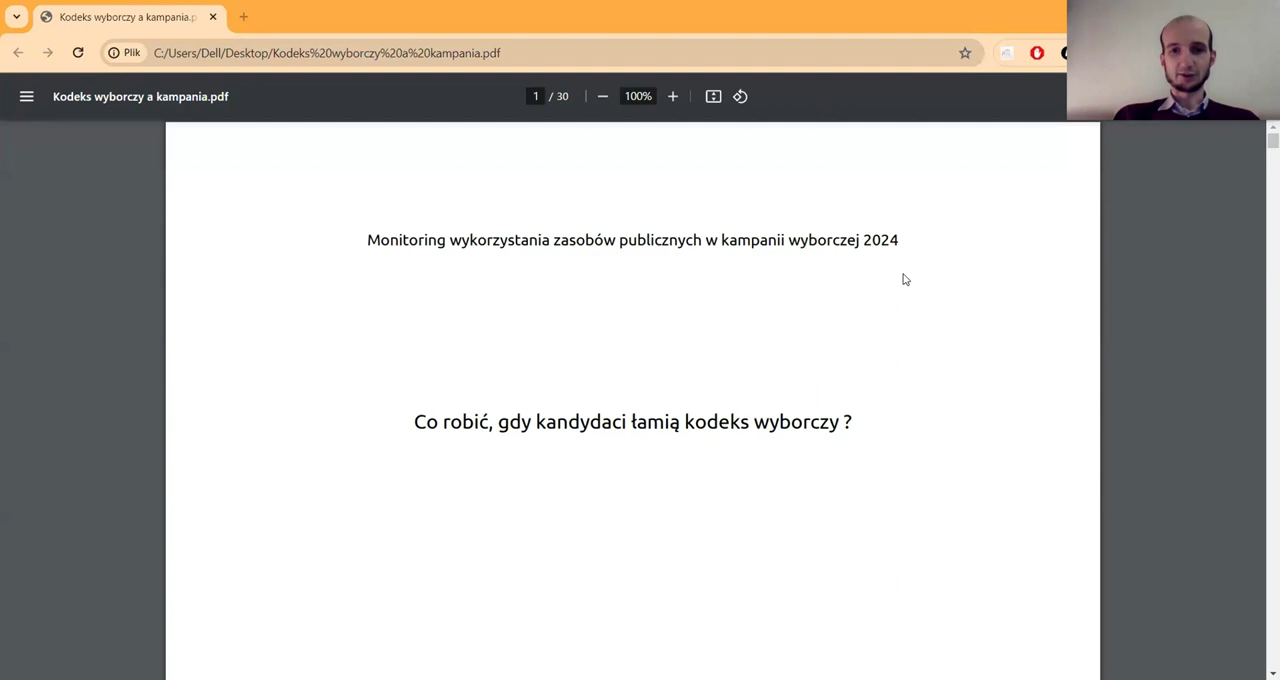 Kodeks wyborczy a kampania.p
Plik
C:/Users/Dell/Desktop/Kodeks%20wyborczy%20a%20kampania.pdf
Kodeks wyborczy a kampania.pdf
1 / 30
100%
Monitoring wykorzystania zasobów publicznych w kampanii wyborczej 2024
Co robić, gdy kandydaci łamią kodeks wyborczy ?